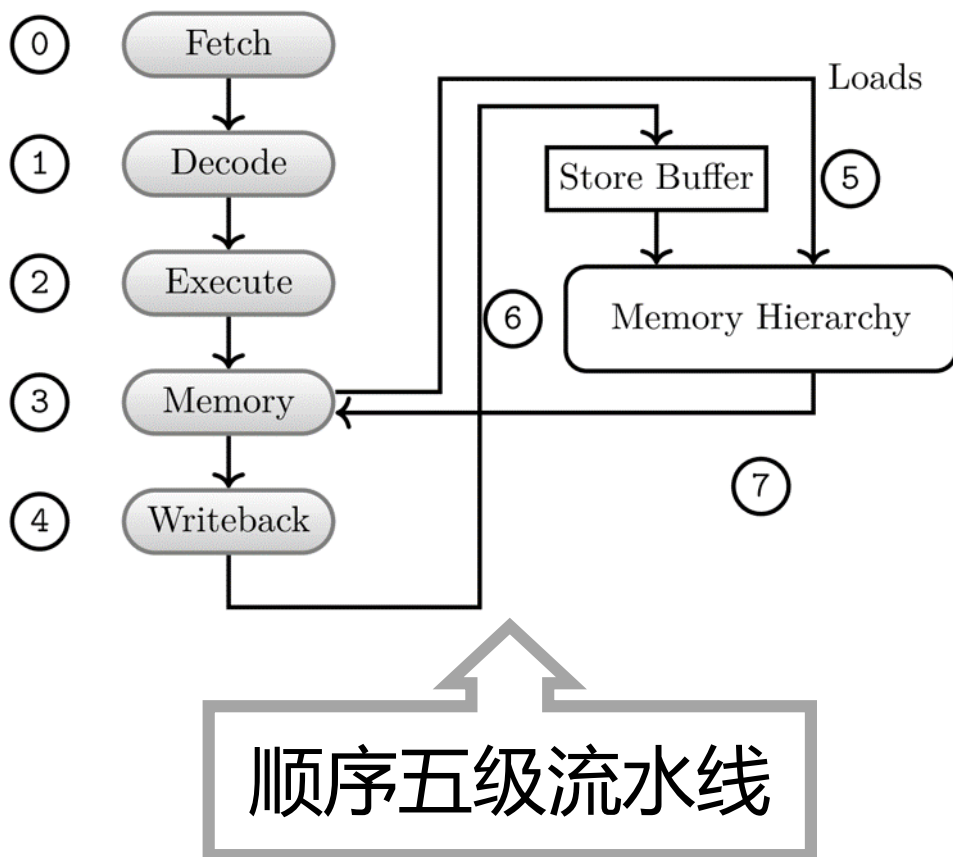 0
Fetch
Loads
1
Decode
Store Buffer
5
2
Execute
6
Memory Hierarchy
3
Memory
7
4
Writeback
顺序五级流水线